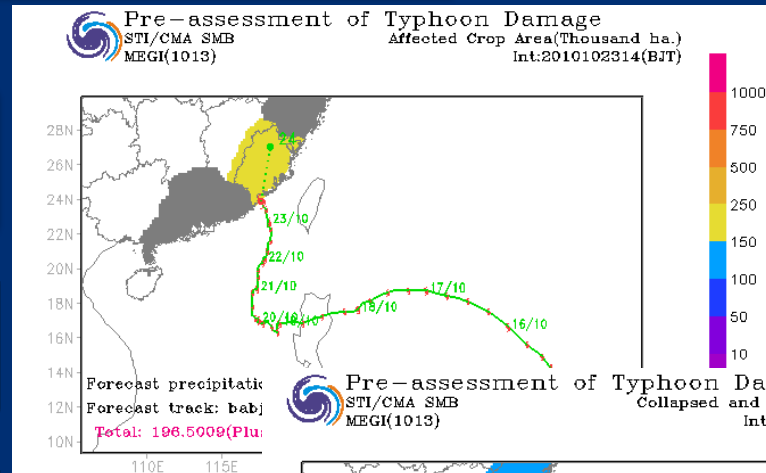 Pre-assessment of Typhoon Damage
STI/CMA SMB
Affected Crop Area(Thousand ha.)
MEGI(1013)
Int:2010102314(BJT)
1000
750
500
250
150
100
50
10
28N
26N
24N
22N
20N
18N
16N
14N
12N
10N
110E
115E
24
23/10
22/10
21/10
20/10
18/10
17/10
16/10
Forecast precipitatio
Forecast track: babj
Total: 196.5009(Plu
Pre-assessment of Typhoon Da
STI/CMA SMB
Collapsed and
MEGI(1013)
Int